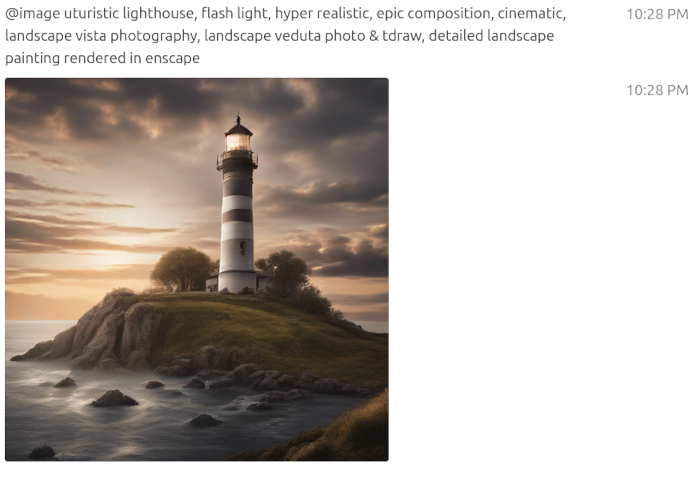 @image uturistic lighthouse, flash light, hyper realistic, epic composition, cinematic, 10:28 PM
landscape vista photography, landscape veduta photo & tdraw, detailed landscape
painting rendered in enscape
10:28 PM